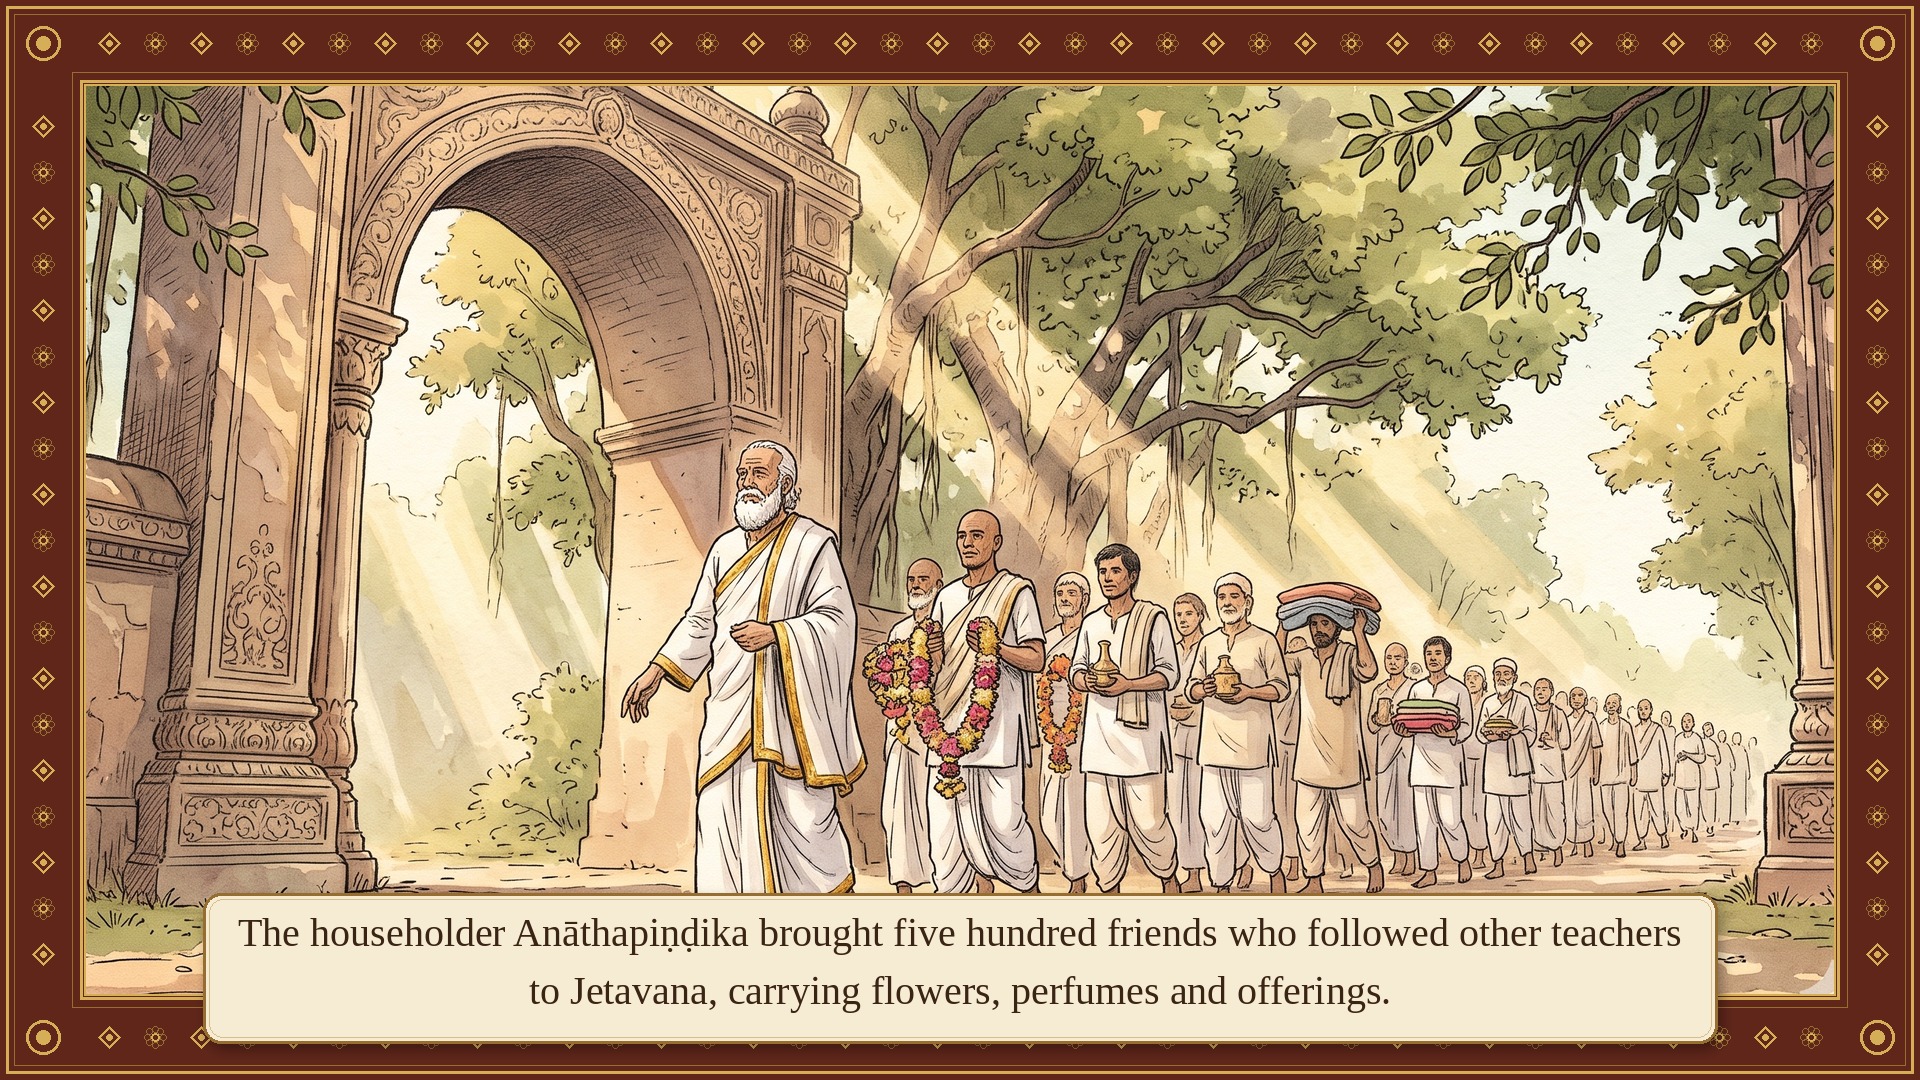 The householder Anāthapiṇḍika brought five hundred friends who followed other teachers
to Jetavana, carrying flowers, perfumes and offerings.